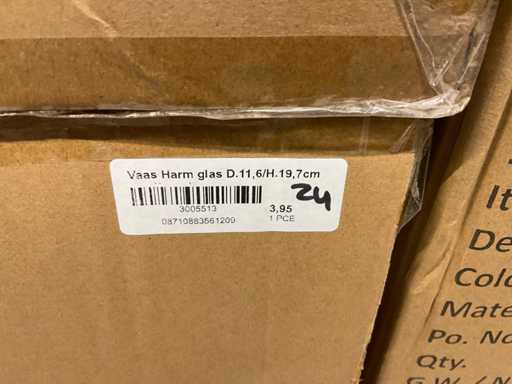 Vaas Harm glas D.11,6/H.19,7cm
24
3005513
3,95
08710883561209
1 PCE
It
De
Colo
Mate
Po. No
Qty.
G.W./N